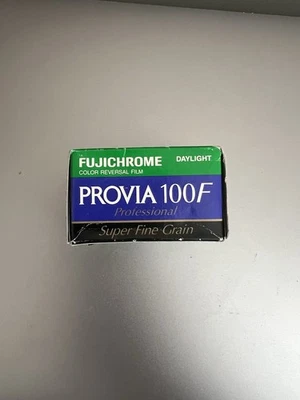 FUJICHROME DAYLIGHT
COLOR REVERSAL FILM
PROVIA 100F
Professional
Super Fine Grain